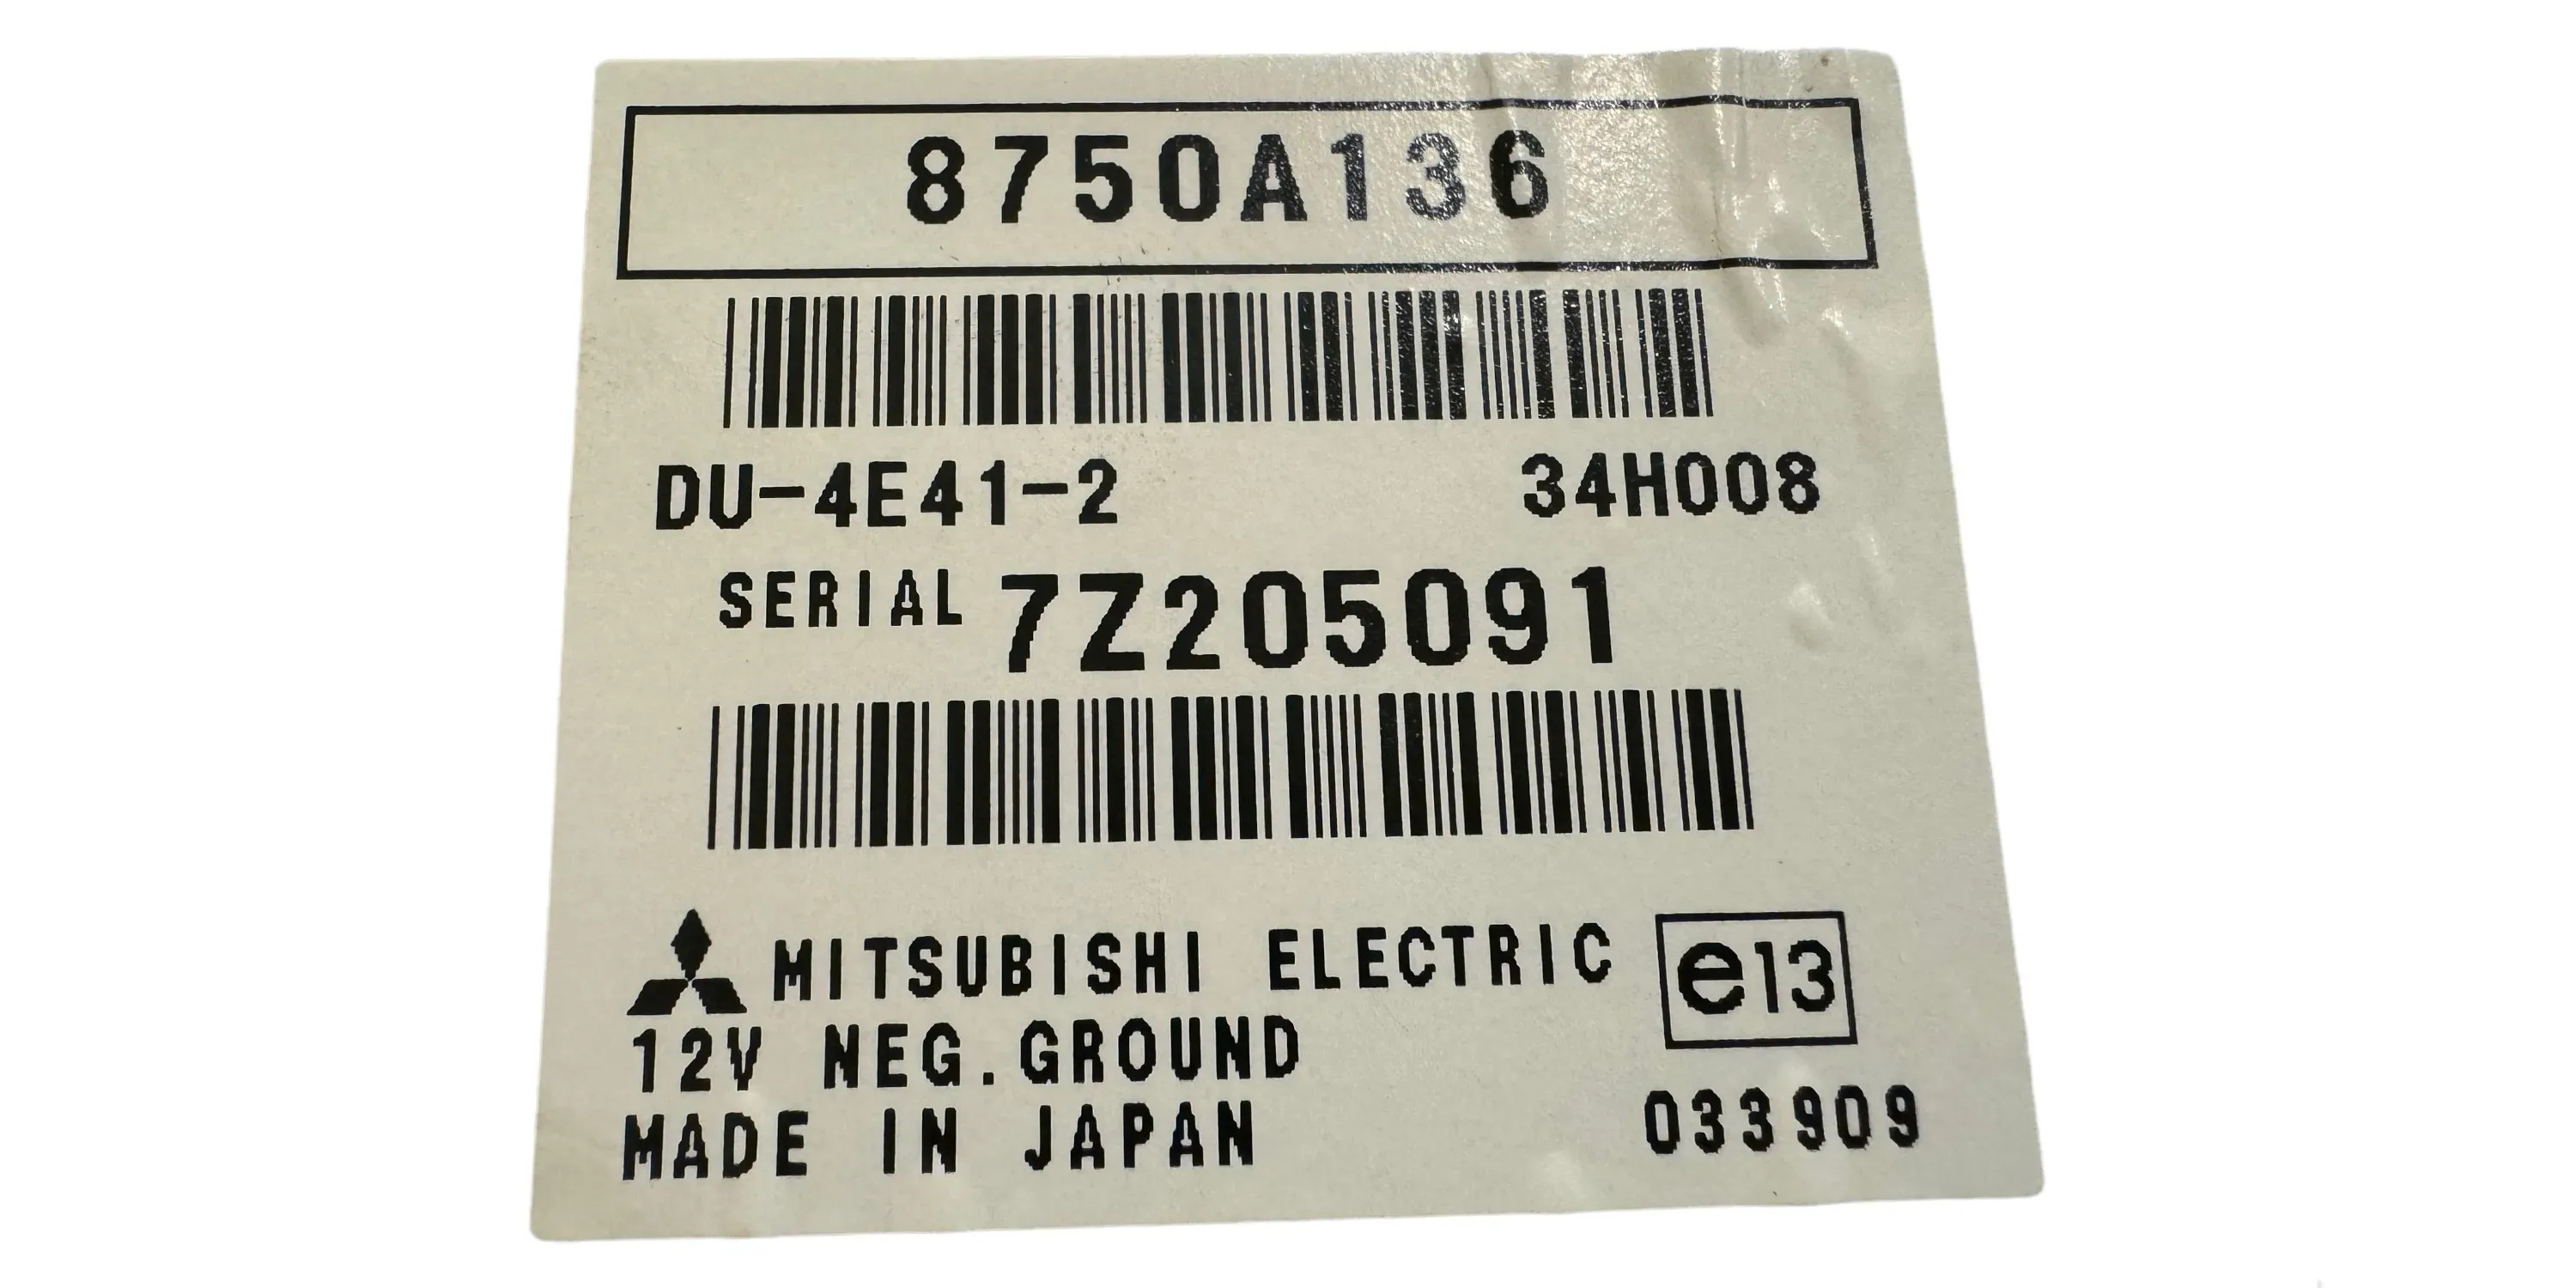 8750A136
DU-4E41-2 34H008
SERIAL 7Z205091
MITSUBISHI ELECTRIC e13
12V NEG.GROUND
MADE IN JAPAN 033909